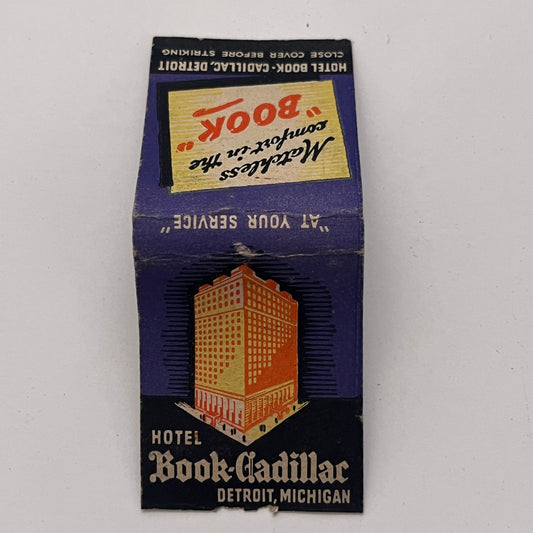 HOTEL BOOK-CADILLAC, DETROIT
CLOSE COVER BEFORE STRIKING
Matchless
comfort in the
"BOOK"
"AT YOUR SERVICE"
HOTEL
Book-Cadillac
DETROIT, MICHIGAN